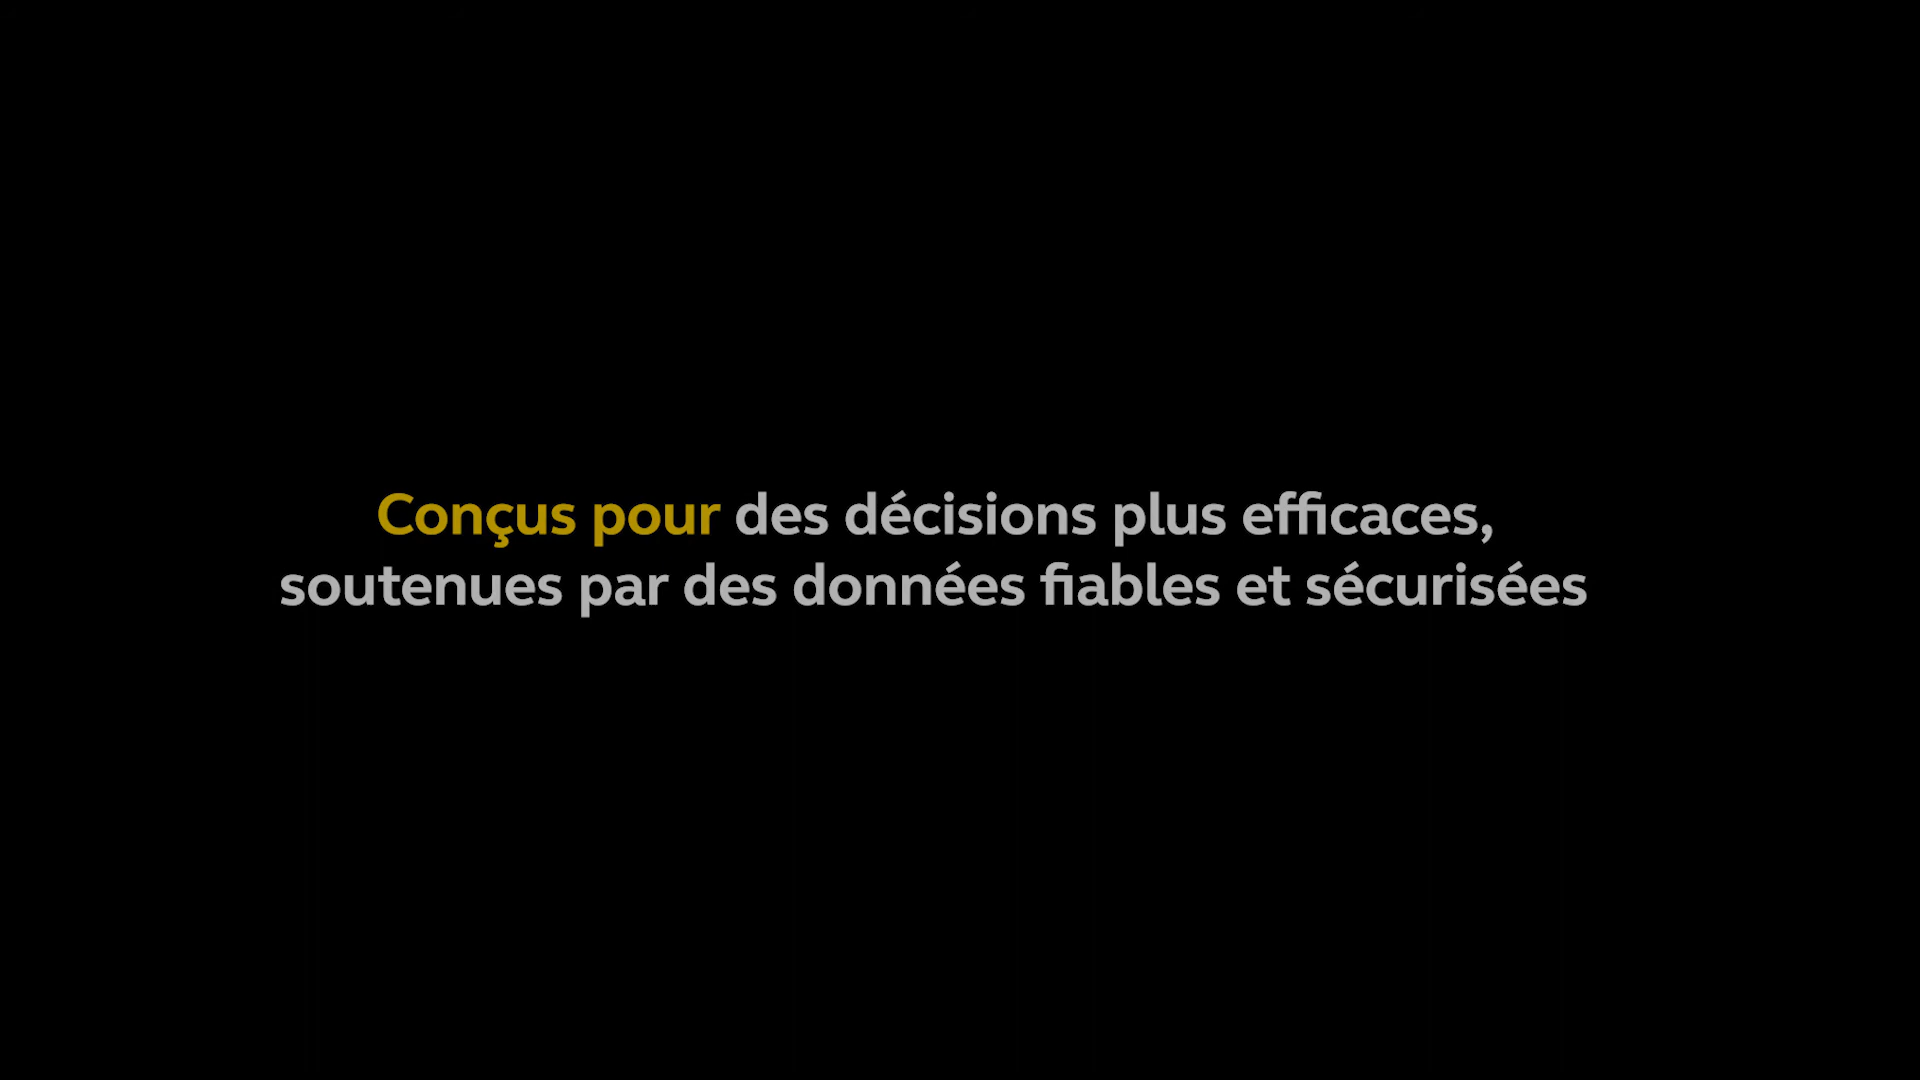 Conçus pour des décisions plus efficaces,
soutenues par des données fiables et sécurisées